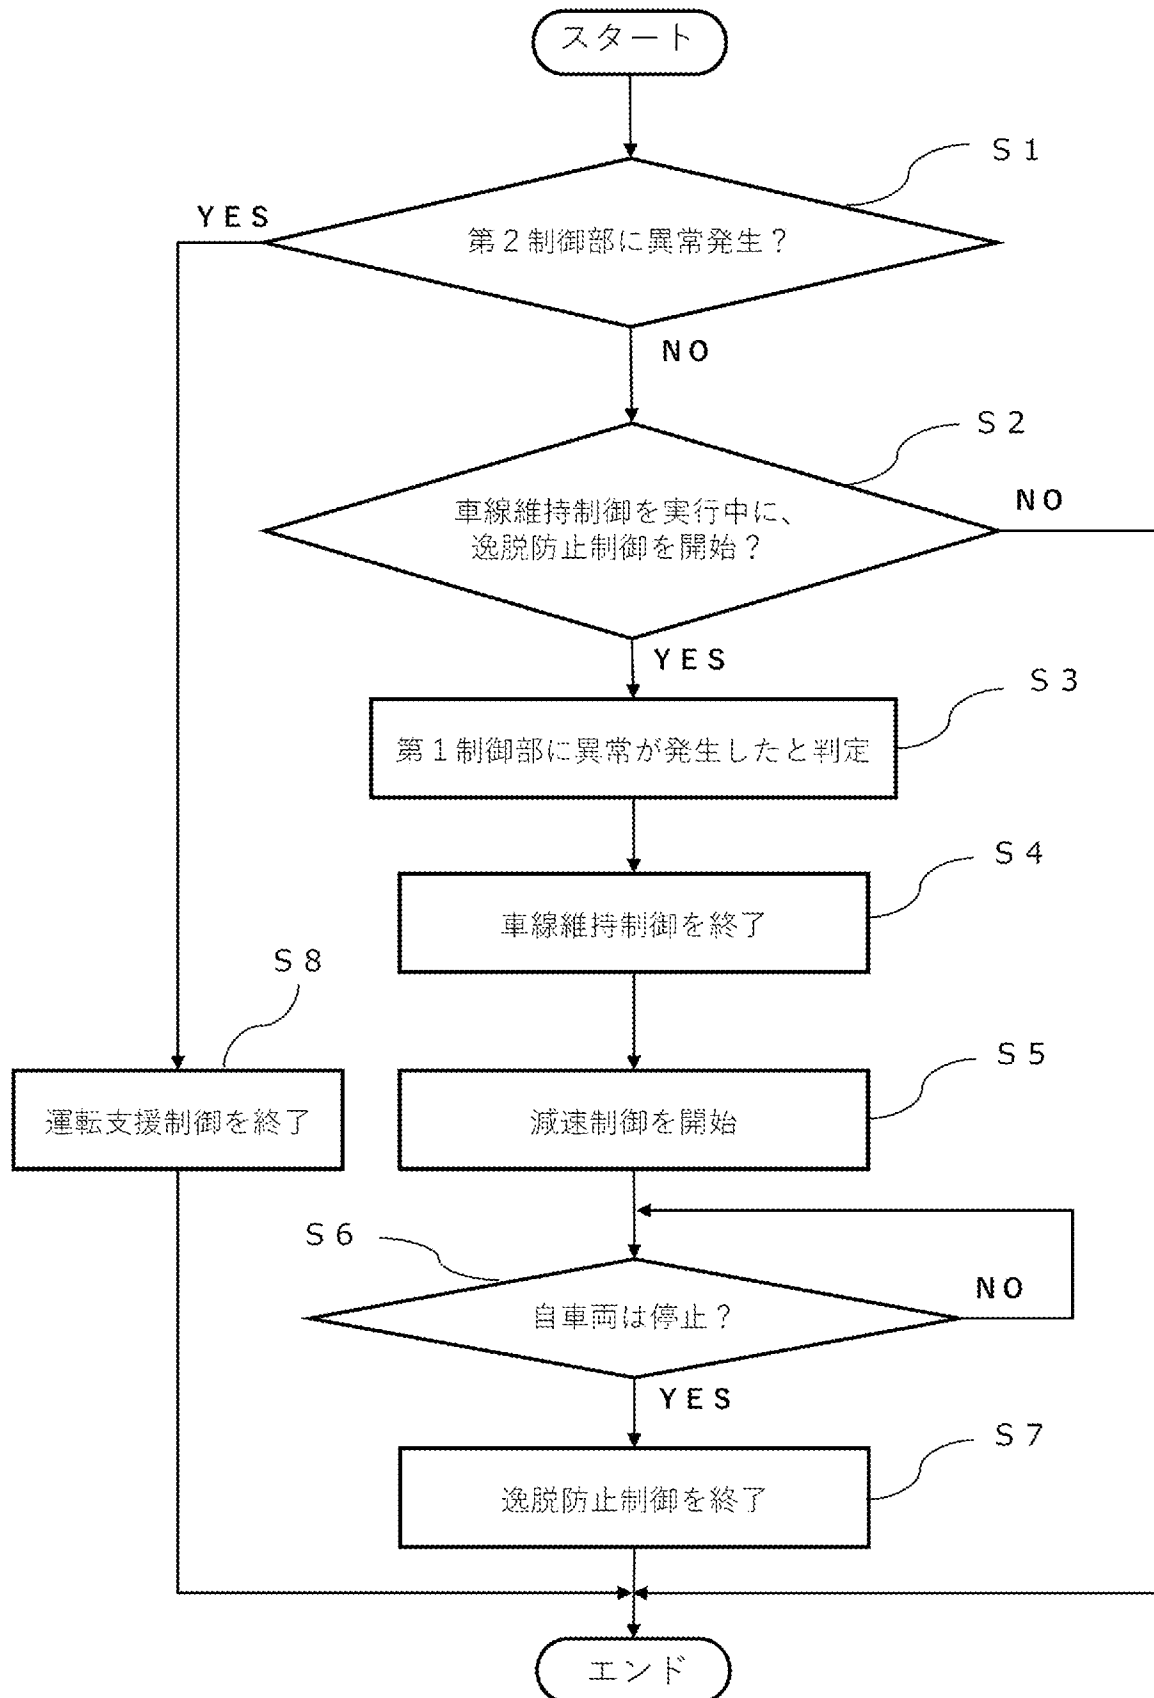 スタート
S1
YES
第2制御部に異常発生?
NO
S2
車線維持制御を実行中に、
逸脱防止制御を開始?
NO
YES
S3
第1制御部に異常が発生したと判定
S4
車線維持制御を終了
S8
S5
運転支援制御を終了
減速制御を開始
S6
自車両は停止?
NO
YES
S7
逸脱防止制御を終了
エンド